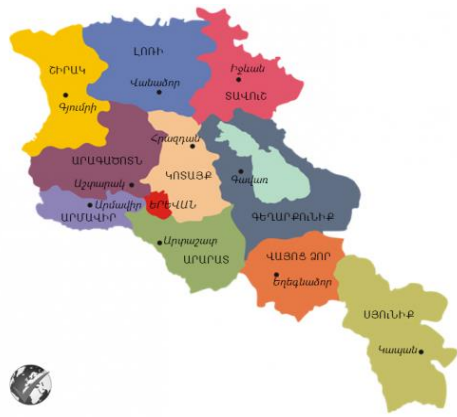 ԼՈՌԻ
Վանաձոր
Իջևան
ՏԱՎՈւՇ
ՇԻՐԱԿ
Գյումրի
Հրազդան
ԱՐԱԳԱԾՈՏՆ
ԿՈՏԱՅՔ
Գավառ
Աշտարակ
Արմավիր
ԱՐՄԱՎԻՐ
ԵՐԵՎԱՆ
ԳԵՂԱՐՔՈւՆԻՔ
Արտաշատ
ԱՐԱՐԱՏ
ՎԱՅՈՑ ՁՈՐ
Եղեգնաձոր
ՍՅՈւՆԻՔ
Կապան